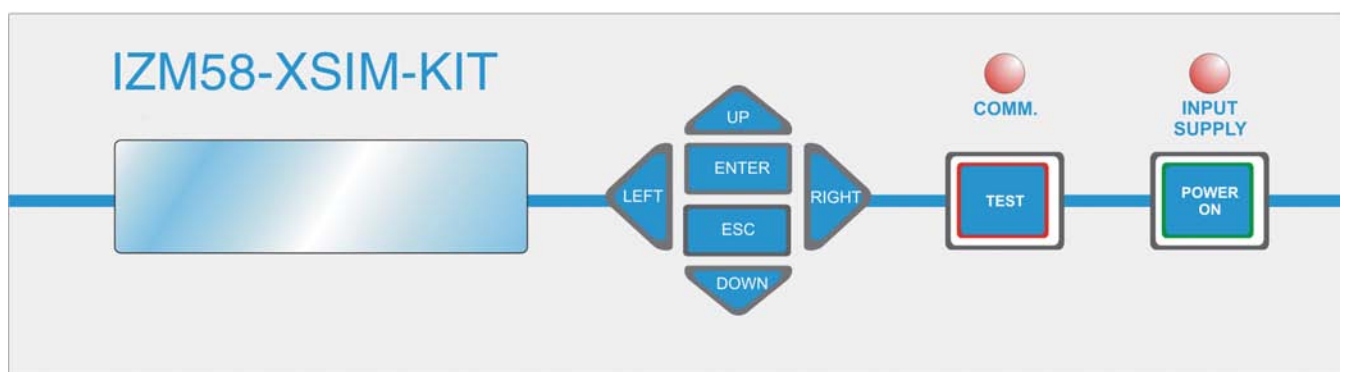 IZM58-XSIM-KIT
UP
LEFT
ENTER
RIGHT
ESC
DOWN
COMM.
TEST
INPUT
SUPPLY
POWER
ON